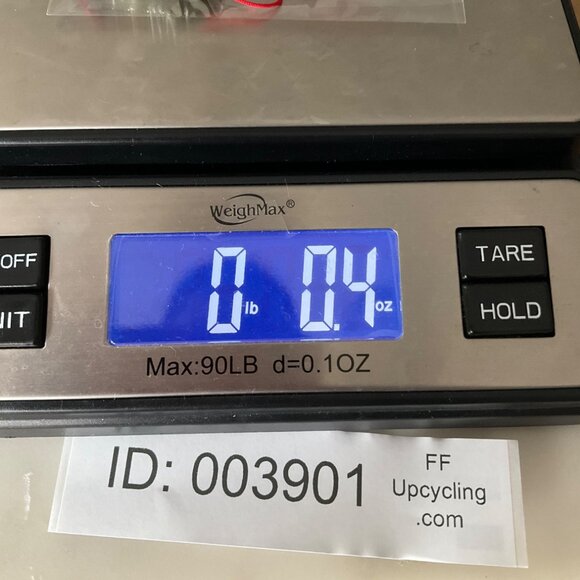 WeighMax®
OFF
TARE
0 lb 0.4 oz
NIT
HOLD
Max:90LB d=0.1OZ
ID: 003901
FF
Upcycling
.com